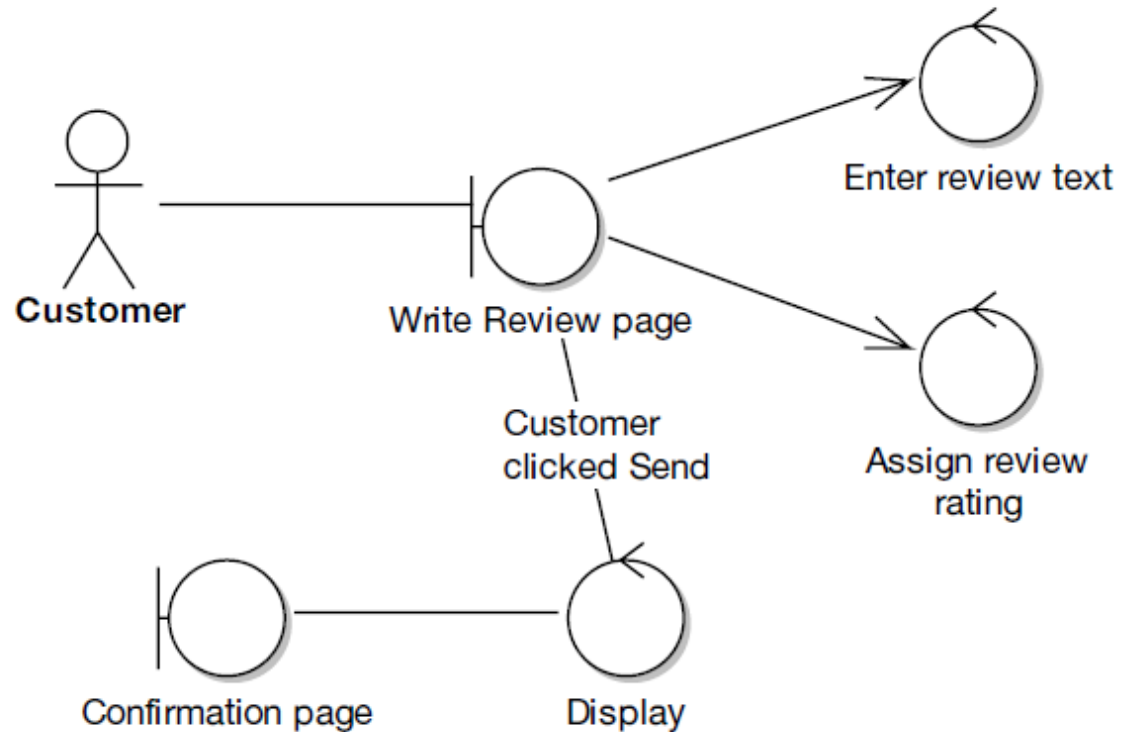 Enter review text
Customer
Write Review page
Customer
clicked Send
Assign review
rating
Confirmation page
Display